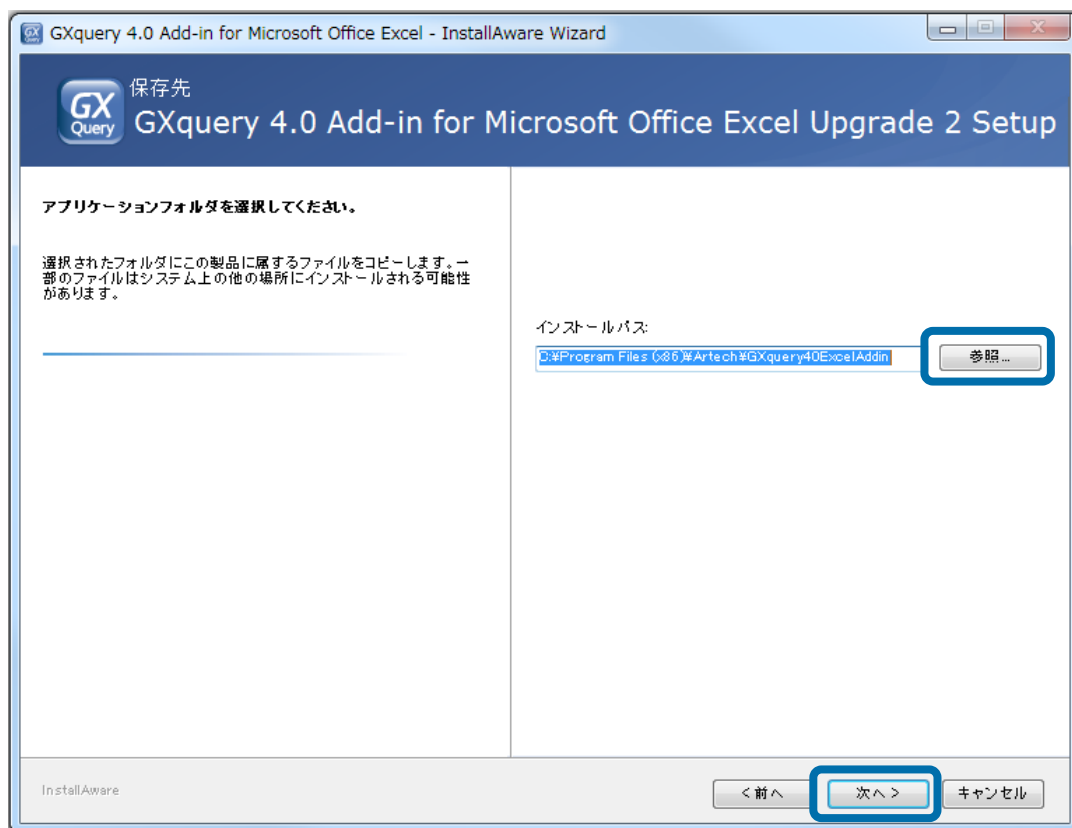 GXquery 4.0 Add-in for Microsoft Office Excel - InstallAware Wizard
GX
Query
保存先
GXquery 4.0 Add-in for Microsoft Office Excel Upgrade 2 Setup
アプリケーションフォルダを選択してください。
選択されたフォルダにこの製品に属するファイルをコピーします。一
部のファイルはシステム上の他の場所にインストールされる可能性
があります。
インストールパス:
C:¥Program Files (x86)¥Artech¥GXquery40ExcelAddin
参照...
InstallAware
< 前へ
次へ >
キャンセル